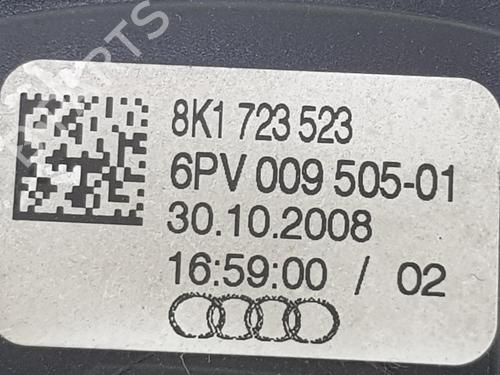 8K1 723 523
6PV 009 505-01
30.10.2008
16:59:00 / 02